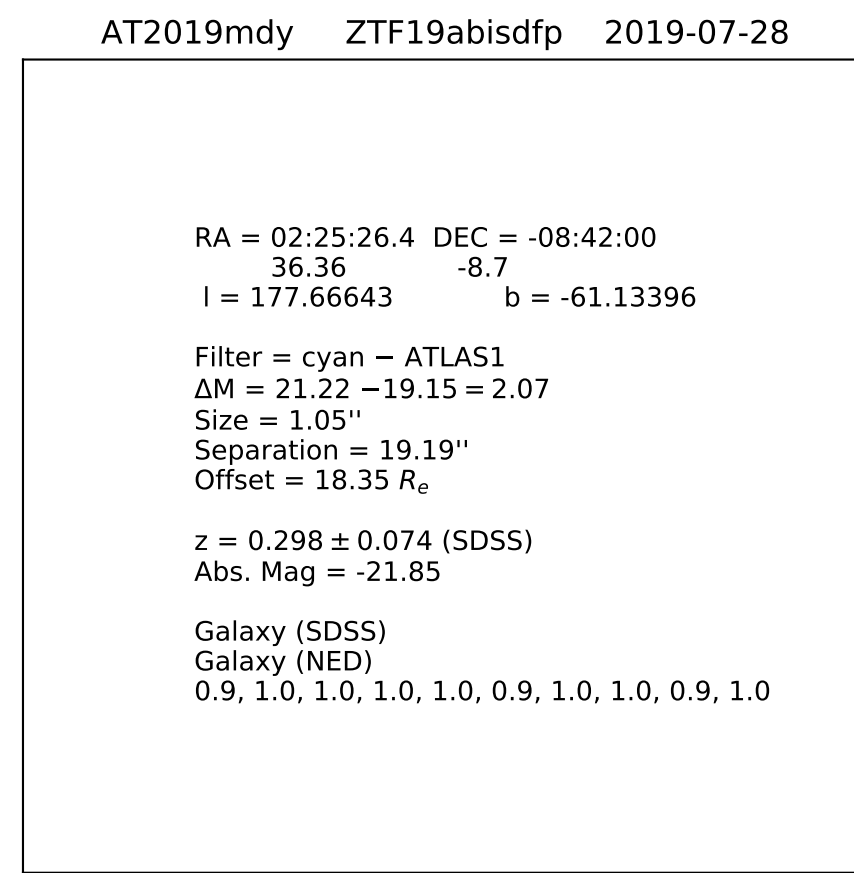 AT2019mdy ZTF19abisdfp 2019-07-28
RA = 02:25:26.4 DEC = -08:42:00
36.36 -8.7
l = 177.66643 b = -61.13396
Filter = cyan − ATLAS1
ΔM = 21.22 −19.15 = 2.07
Size = 1.05''
Separation = 19.19''
Offset = 18.35 Rₑ
z = 0.298 ± 0.074 (SDSS)
Abs. Mag = -21.85
Galaxy (SDSS)
Galaxy (NED)
0.9, 1.0, 1.0, 1.0, 1.0, 0.9, 1.0, 1.0, 0.9, 1.0